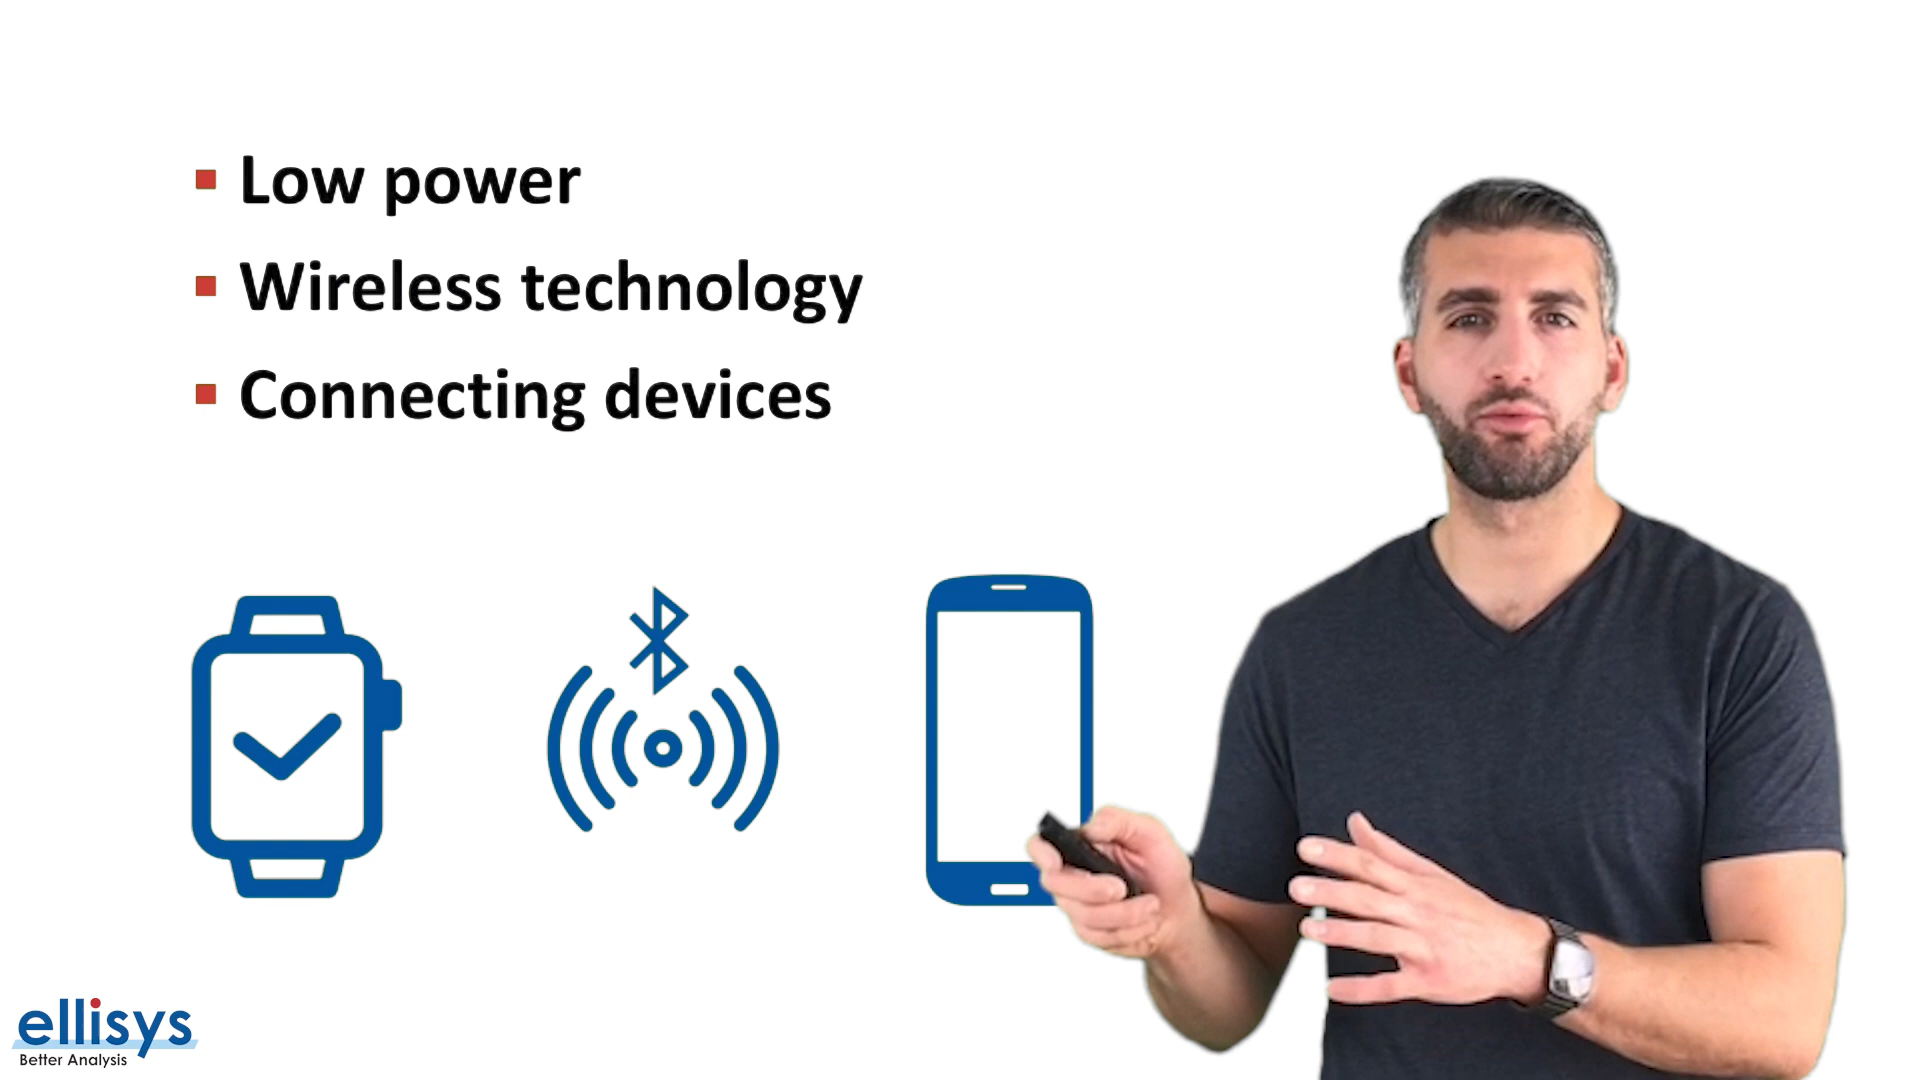 Low power
Wireless technology
Connecting devices
ellisys
Better Analysis